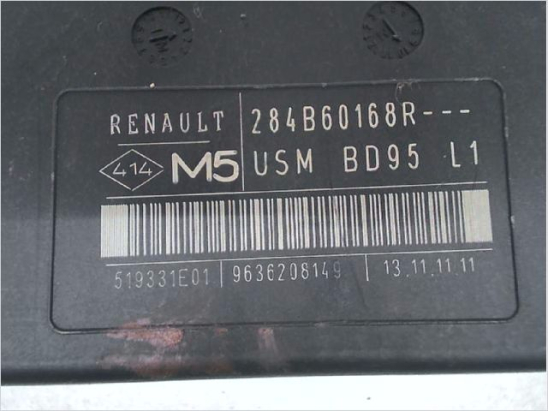 RENAULT 284B60168R---
414 M5 USM BD95 L1
519331E01 9636208149 13.11.11.11